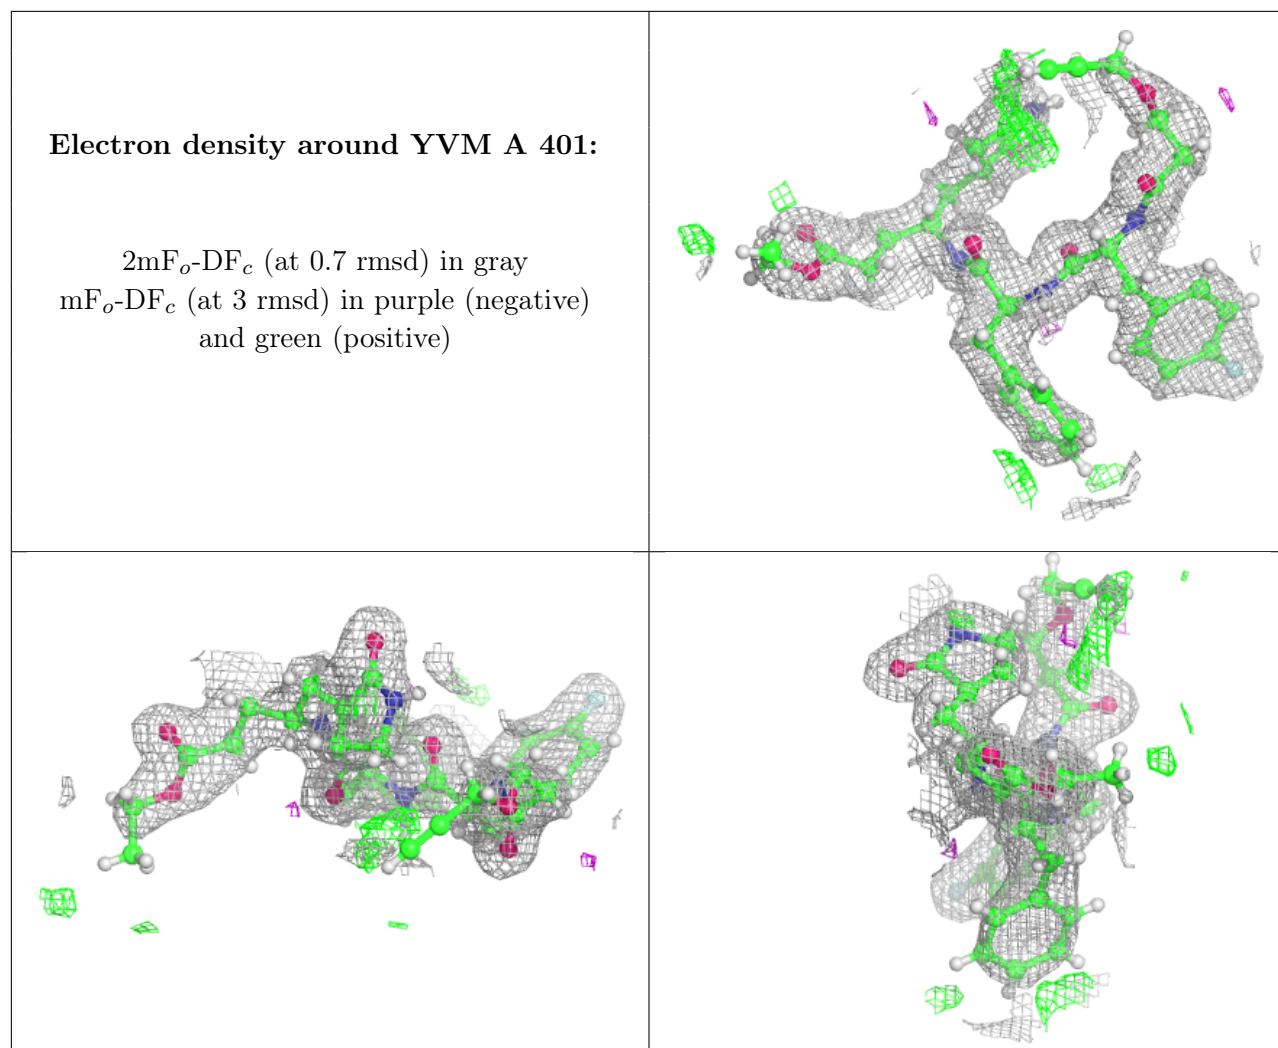 Electron density around YVM A 401:
2mFₒ-DF𝒸 (at 0.7 rmsd) in gray
mFₒ-DF𝒸 (at 3 rmsd) in purple (negative)
and green (positive)